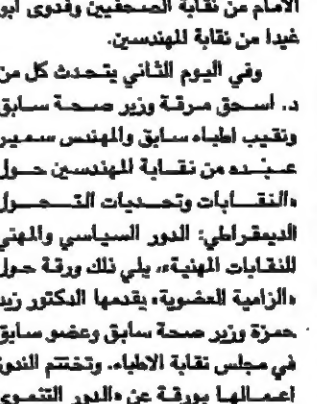 الامام عن نقابة الصحفيين وفدوى ابو
غيدا من نقابة المهندسين.
وفي اليوم الثاني يتحدث كل من
د. اسحق مرقة وزير صحة سابق
ونقيب اطباء سابق والمهندس سمير
عبنده من نقابة المهندسين حول
«النقابات وتحديات التحول
الديمقراطي: الدور السياسي والمهني
للنقابات المهنية»، يلي ذلك ورقة حول
«الزامية العضوية» يقدمها الدكتور زيد
حمزة وزير صحة سابق وعضو سابق
في مجلس نقابة الاطباء. وتختتم الندوة
اعمالها بورقة عن «الدور التنموي